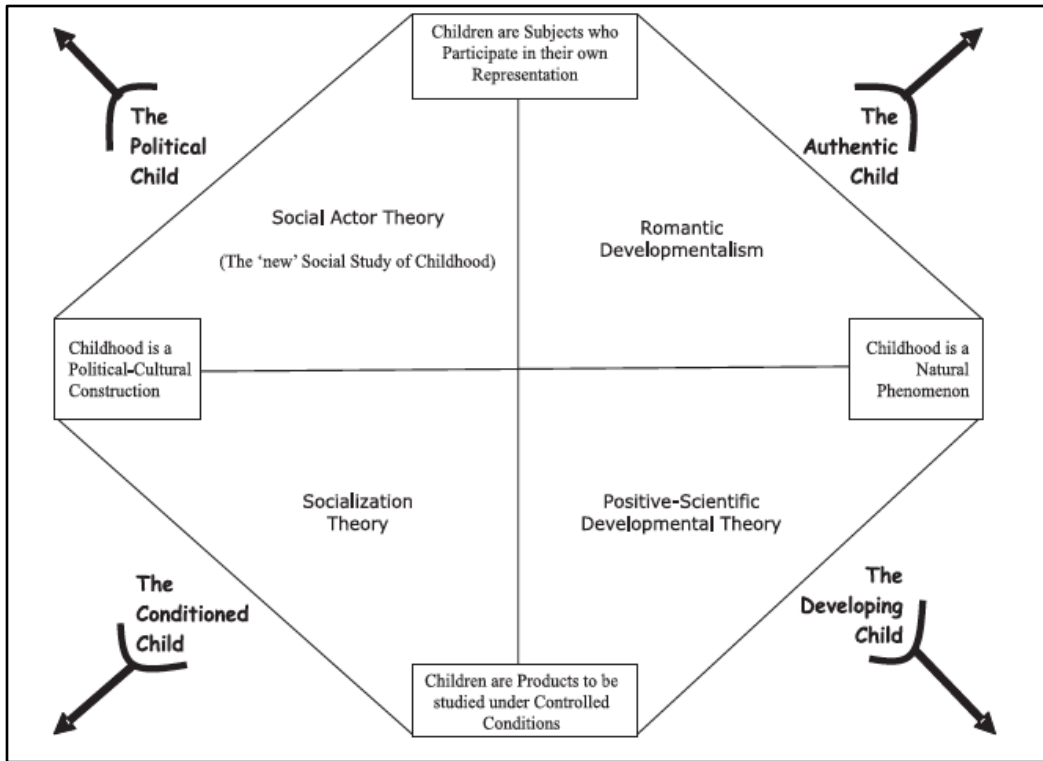 Children are Subjects who
Participate in their own
Representation
The
Political
Child
The
Authentic
Child
Social Actor Theory
(The ‘new’ Social Study of Childhood)
Romantic
Developmentalism
Childhood is a
Political-Cultural
Construction
Childhood is a
Natural
Phenomenon
Socialization
Theory
Positive-Scientific
Developmental Theory
The
Conditioned
Child
The
Developing
Child
Children are Products to be
studied under Controlled
Conditions